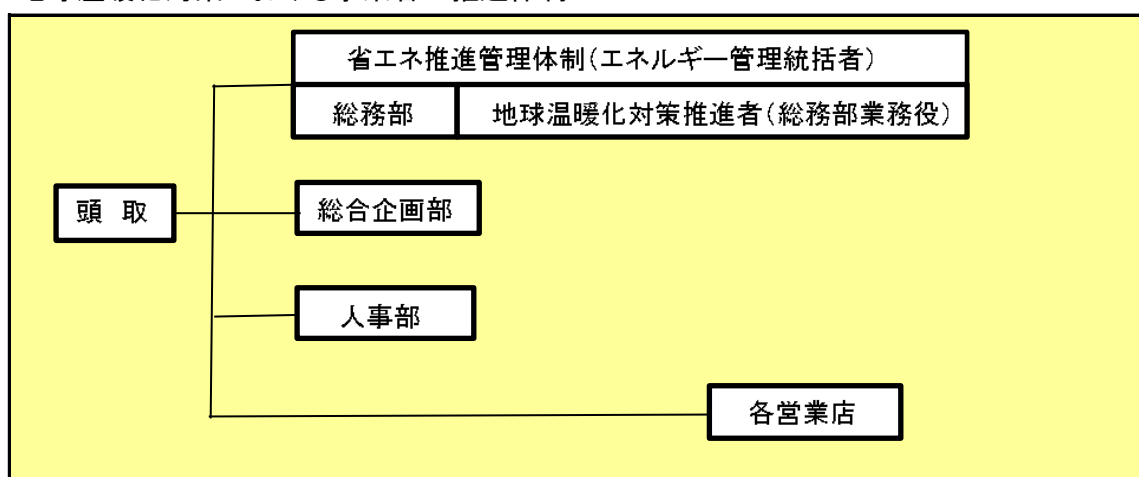 省エネ推進管理体制(エネルギー管理統括者)
総務部 地球温暖化対策推進者(総務部業務役)
頭 取
総合企画部
人事部
各営業店